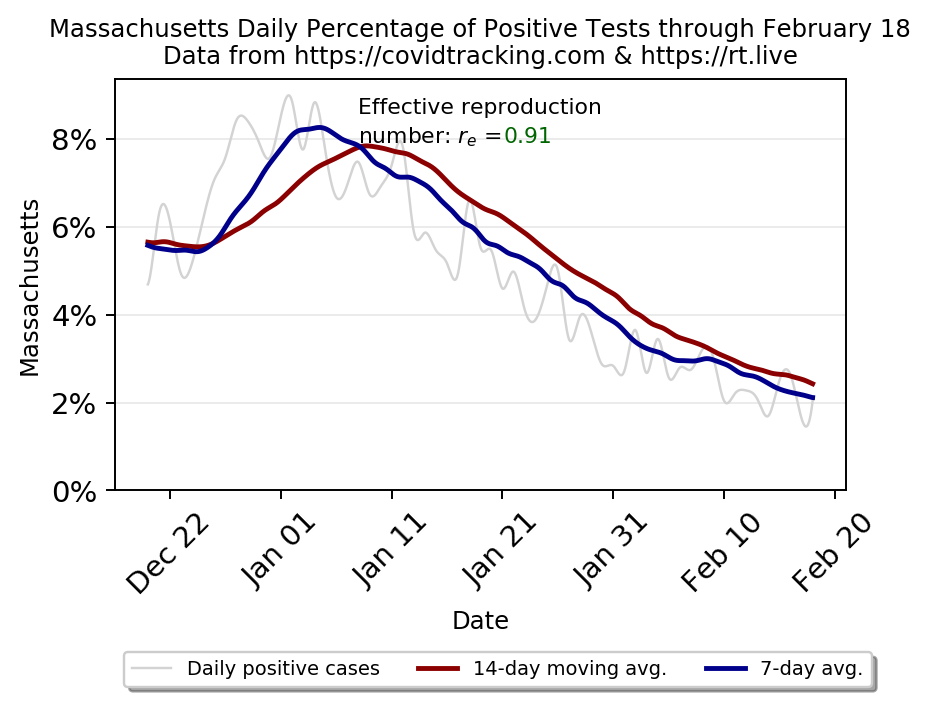 Massachusetts Daily Percentage of Positive Tests through February 18
Data from https://covidtracking.com & https://rt.live
Effective reproduction
number: rₑ =0.91
8%
6%
4%
2%
0%
Massachusetts
Dec 22
Jan 01
Jan 11
Jan 21
Jan 31
Feb 10
Feb 20
Date
Daily positive cases
14-day moving avg.
7-day avg.